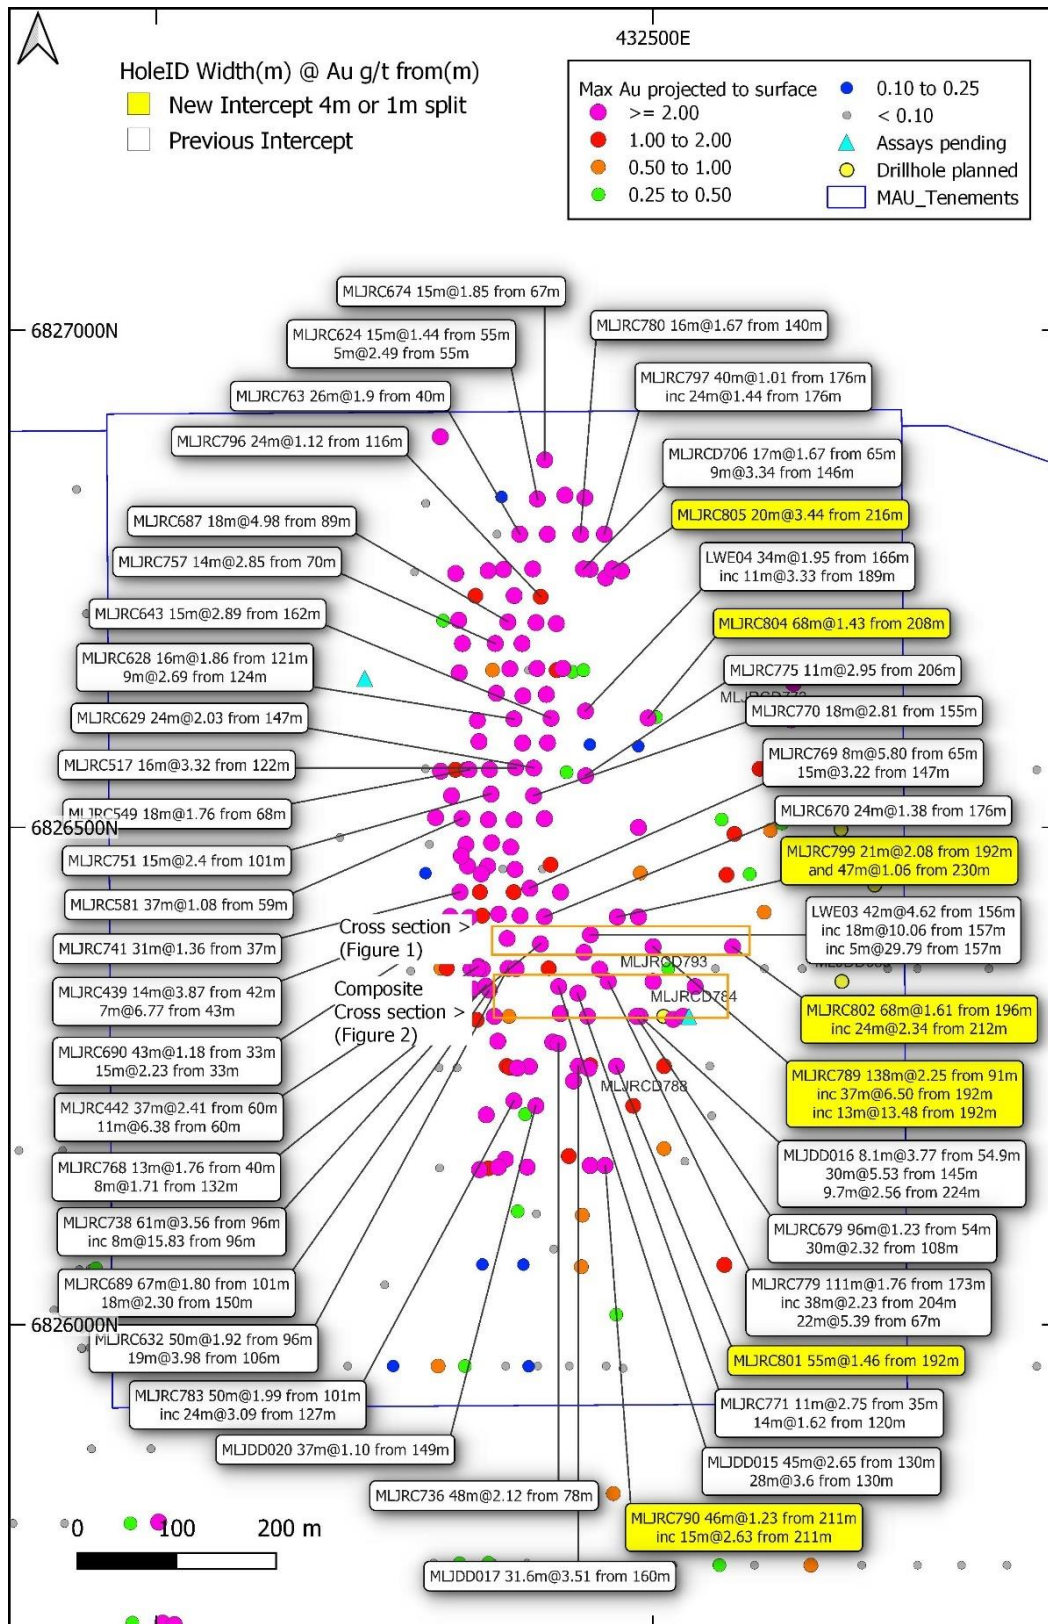 432500E
HoleID Width(m) @ Au g/t from(m)
New Intercept 4m or 1m split
Previous Intercept
Max Au projected to surface
>= 2.00
1.00 to 2.00
0.50 to 1.00
0.25 to 0.50
0.10 to 0.25
< 0.10
Assays pending
Drillhole planned
MAU_Tenements
MLJRC674 15m@1.85 from 67m
6827000N
MLJRC624 15m@1.44 from 55m
5m@2.49 from 55m
MLJRC780 16m@1.67 from 140m
MLJRC763 26m@1.9 from 40m
MLJRC797 40m@1.01 from 176m
inc 24m@1.44 from 176m
MLJRC796 24m@1.12 from 116m
MLJRCD706 17m@1.67 from 65m
9m@3.34 from 146m
MLJRC687 18m@4.98 from 89m
MLJRC805 20m@3.44 from 216m
MLJRC757 14m@2.85 from 70m
LWE04 34m@1.95 from 166m
inc 11m@3.33 from 189m
MLJRC643 15m@2.89 from 162m
MLJRC804 68m@1.43 from 208m
MLJRC628 16m@1.86 from 121m
9m@2.69 from 124m
MLJRC775 11m@2.95 from 206m
MLJRC629 24m@2.03 from 147m
MLJRC770 18m@2.81 from 155m
MLJRC517 16m@3.32 from 122m
MLJRC769 8m@5.80 from 65m
15m@3.22 from 147m
MLJRC549 18m@1.76 from 68m
MLJRC670 24m@1.38 from 176m
6826500N
MLJRC751 15m@2.4 from 101m
MLJRC799 21m@2.08 from 192m
and 47m@1.06 from 230m
MLJRC581 37m@1.08 from 59m
LWE03 42m@4.62 from 156m
inc 18m@10.06 from 157m
inc 5m@29.79 from 157m
Cross section >
(Figure 1)
MLJRC741 31m@1.36 from 37m
MLJRCD793
Composite
Cross section >
(Figure 2)
MLJRC439 14m@3.87 from 42m
7m@6.77 from 43m
MLJRCD784
MLJRC802 68m@1.61 from 196m
inc 24m@2.34 from 212m
MLJRC690 43m@1.18 from 33m
15m@2.23 from 33m
MLJRCD788
MLJRC789 138m@2.25 from 91m
inc 37m@6.50 from 192m
inc 13m@13.48 from 192m
MLJRC442 37m@2.41 from 60m
11m@6.38 from 60m
MLJDD016 8.1m@3.77 from 54.9m
30m@5.53 from 145m
9.7m@2.56 from 224m
MLJRC768 13m@1.76 from 40m
8m@1.71 from 132m
MLJRC738 61m@3.56 from 96m
inc 8m@15.83 from 96m
MLJRC679 96m@1.23 from 54m
30m@2.32 from 108m
MLJRC689 67m@1.80 from 101m
18m@2.30 from 150m
MLJRC779 111m@1.76 from 173m
inc 38m@2.23 from 204m
22m@5.39 from 67m
6826000N
MLJRC632 50m@1.92 from 96m
19m@3.98 from 106m
MLJRC801 55m@1.46 from 192m
MLJRC783 50m@1.99 from 101m
inc 24m@3.09 from 127m
MLJRC771 11m@2.75 from 35m
14m@1.62 from 120m
MLJDD020 37m@1.10 from 149m
MLJDD015 45m@2.65 from 130m
28m@3.6 from 130m
MLJRC736 48m@2.12 from 78m
MLJRC790 46m@1.23 from 211m
inc 15m@2.63 from 211m
0 100 200 m
MLJDD017 31.6m@3.51 from 160m